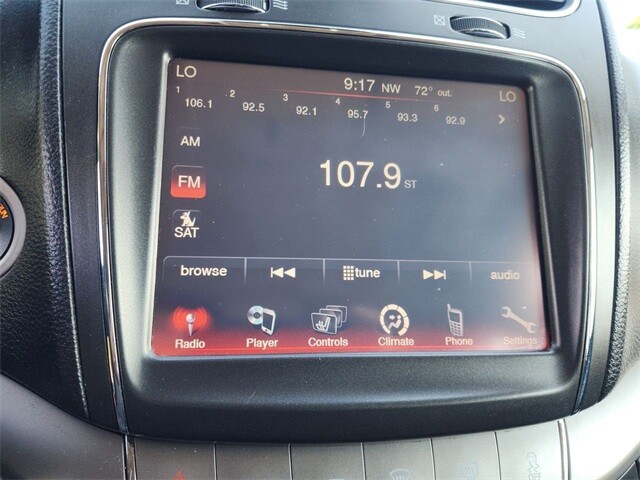 LO 9:17 NW 72° out. LO
1 2 3 4 5 6
106.1 92.5 92.1 95.7 93.3 92.9
AM
107.9 ST
FM
SAT
browse tune audio
Radio Player Controls Climate Phone Settings